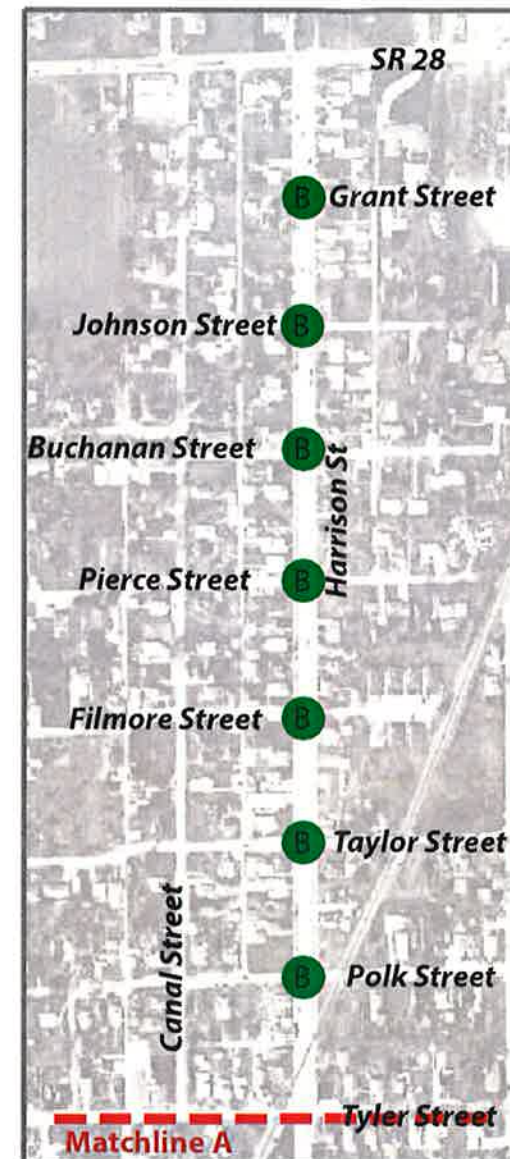 SR 28
B Grant Street
Johnson Street B
Buchanan Street B
Harrison St
Pierce Street B
Filmore Street B
B Taylor Street
Canal Street
B Polk Street
Tyler Street
Matchline A